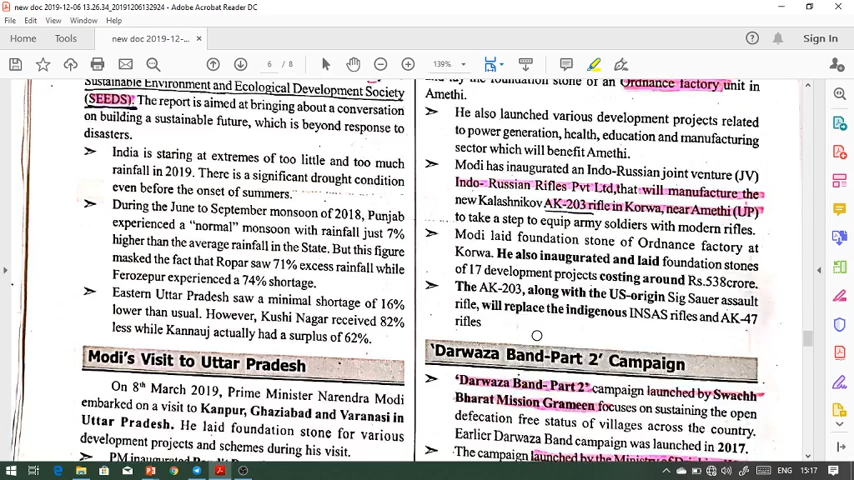 new doc 2019-12-06 13.26.34_20191206132924 - Adobe Acrobat Reader DC
File Edit View Window Help
Home Tools new doc 2019-12-... × Sign In
6 / 8 139%
Sustainable Environment and Ecological Development Society
(SEEDS). The report is aimed at bringing about a conversation
on building a sustainable future, which is beyond response to
disasters.
➤ India is staring at extremes of too little and too much
rainfall in 2019. There is a significant drought condition
even before the onset of summers.
➤ During the June to September monsoon of 2018, Punjab
experienced a “normal” monsoon with rainfall just 7%
higher than the average rainfall in the State. But this figure
masked the fact that Ropar saw 71% excess rainfall while
Ferozepur experienced a 74% shortage.
➤ Eastern Uttar Pradesh saw a minimal shortage of 16%
lower than usual. However, Kushi Nagar received 82%
less while Kannauj actually had a surplus of 62%.
Modi’s Visit to Uttar Pradesh
On 8th March 2019, Prime Minister Narendra Modi
embarked on a visit to Kanpur, Ghaziabad and Varanasi in
Uttar Pradesh. He laid foundation stone for various
development projects and schemes during his visit.
➤ PM inaugurated
and lay the foundation stone of an Ordnance factory unit in
Amethi.
➤ He also launched various development projects related
to power generation, health, education and manufacturing
sector which will benefit Amethi.
➤ Modi has inaugurated an Indo-Russian joint venture (JV)
Indo- Russian Rifles Pvt Ltd, that will manufacture the
new Kalashnikov AK-203 rifle in Korwa, near Amethi (UP)
to take a step to equip army soldiers with modern rifles.
➤ Modi laid foundation stone of Ordnance factory at
Korwa. He also inaugurated and laid foundation stones
of 17 development projects costing around Rs.538crore.
➤ The AK-203, along with the US-origin Sig Sauer assault
rifle, will replace the indigenous INSAS rifles and AK-47
rifles
‘Darwaza Band-Part 2’ Campaign
➤ ‘Darwaza Band- Part 2’ campaign launched by Swachh
Bharat Mission Grameen focuses on sustaining the open
defecation free status of villages across the country.
Earlier Darwaza Band campaign was launched in 2017.
➤ The campaign launched by the Ministry of
ENG 15:17